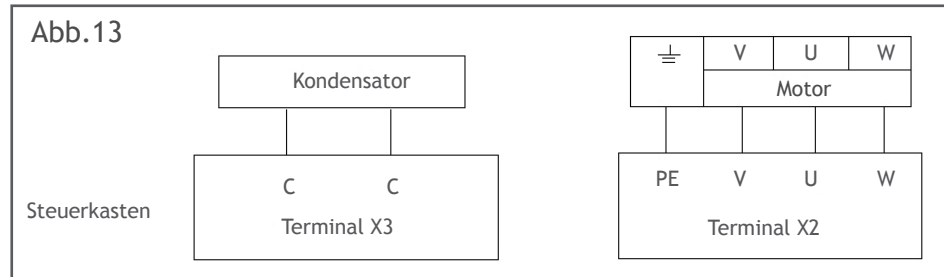 Abb.13
Kondensator
C C
Terminal X3
Steuerkasten
V U W
Motor
PE V U W
Terminal X2